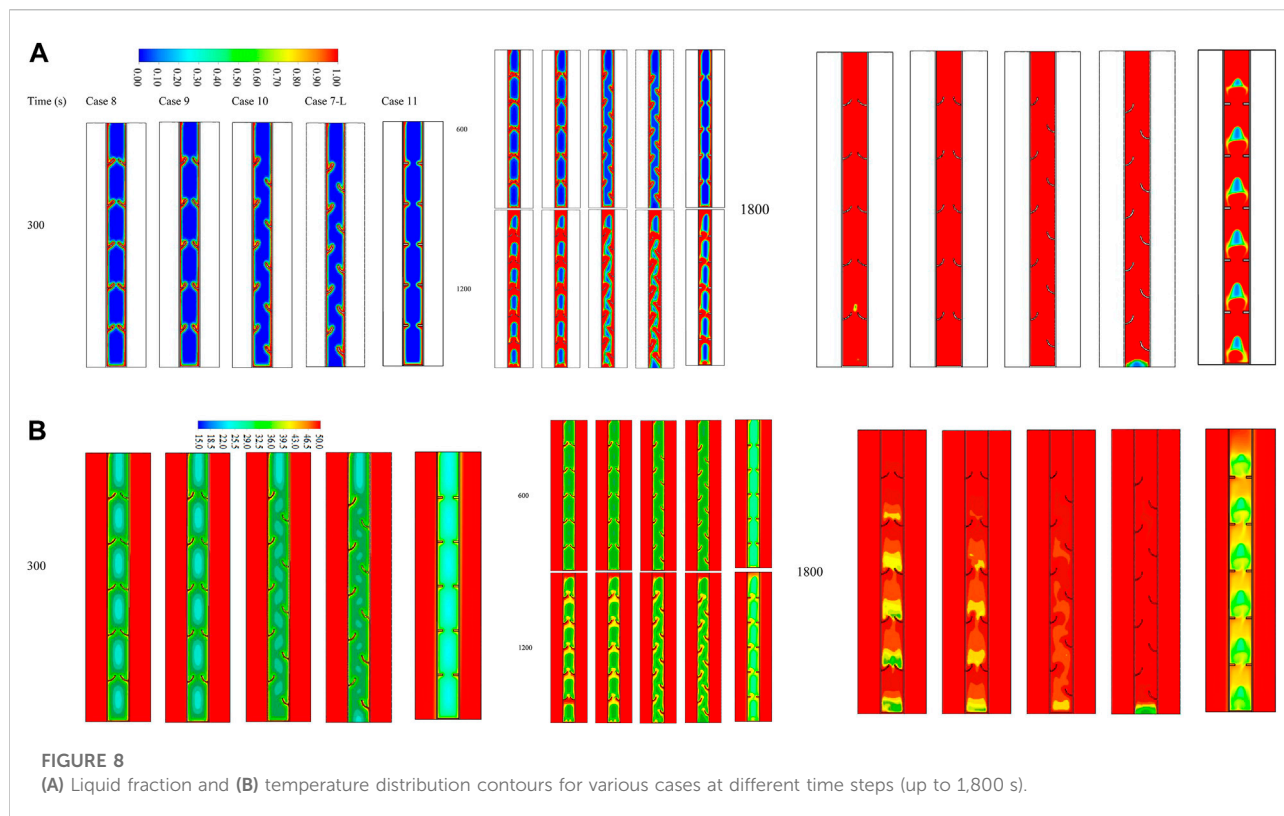 A
0.00 0.10 0.20 0.30 0.40 0.50 0.60 0.70 0.80 0.90 1.00
Time (s) Case 8 Case 9 Case 10 Case 7-L Case 11
300
600
1200
1800
B
15.0 18.5 22.0 25.5 29.0 32.5 36.0 39.5 43.0 46.5 50.0
300
600
1200
1800
FIGURE 8
(A) Liquid fraction and (B) temperature distribution contours for various cases at different time steps (up to 1,800 s).